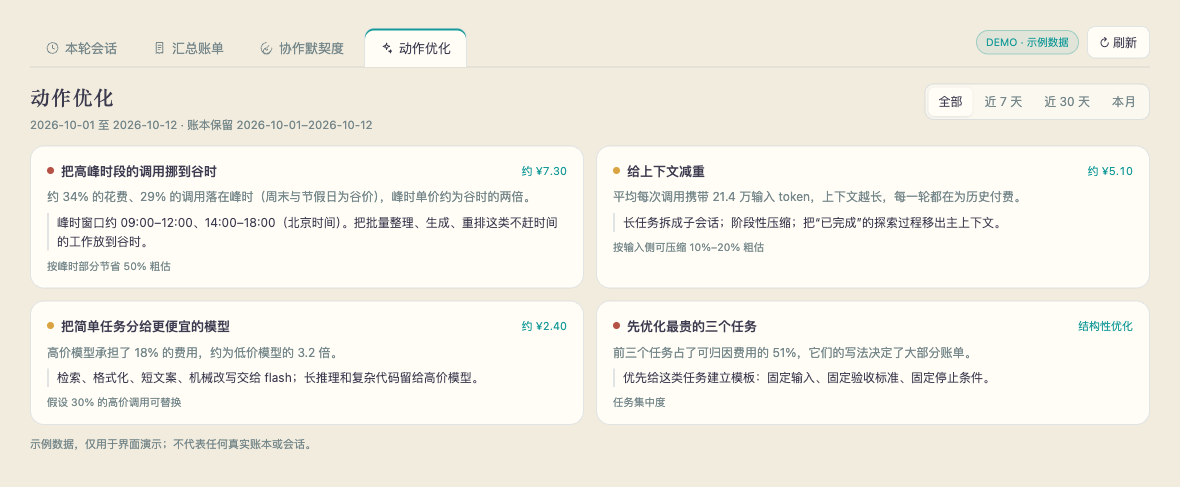 本轮会话
汇总账单
协作默契度
动作优化
DEMO · 示例数据
刷新
动作优化
2026-10-01 至 2026-10-12 · 账本保留 2026-10-01–2026-10-12
全部
近 7 天
近 30 天
本月
把高峰时段的调用挪到谷时
约 ¥7.30
约 34% 的花费、29% 的调用落在峰时（周末与节假日为谷价），峰时单价约为谷时的两倍。
峰时窗口约 09:00–12:00、14:00–18:00（北京时间）。把批量整理、生成、重排这类不赶时间
的工作放到谷时。
按峰时部分节省 50% 粗估
给上下文减重
约 ¥5.10
平均每次调用携带 21.4 万输入 token，上下文越长，每一轮都在为历史付费。
长任务拆成子会话；阶段性压缩；把“已完成”的探索过程移出主上下文。
按输入侧可压缩 10%–20% 粗估
把简单任务分给更便宜的模型
约 ¥2.40
高价模型承担了 18% 的费用，约为低价模型的 3.2 倍。
检索、格式化、短文案、机械改写交给 flash；长推理和复杂代码留给高价模型。
假设 30% 的高价调用可替换
先优化最贵的三个任务
结构性优化
前三个任务占了可归因费用的 51%，它们的写法决定了大部分账单。
优先给这类任务建立模板：固定输入、固定验收标准、固定停止条件。
任务集中度
示例数据，仅用于界面演示；不代表任何真实账本或会话。